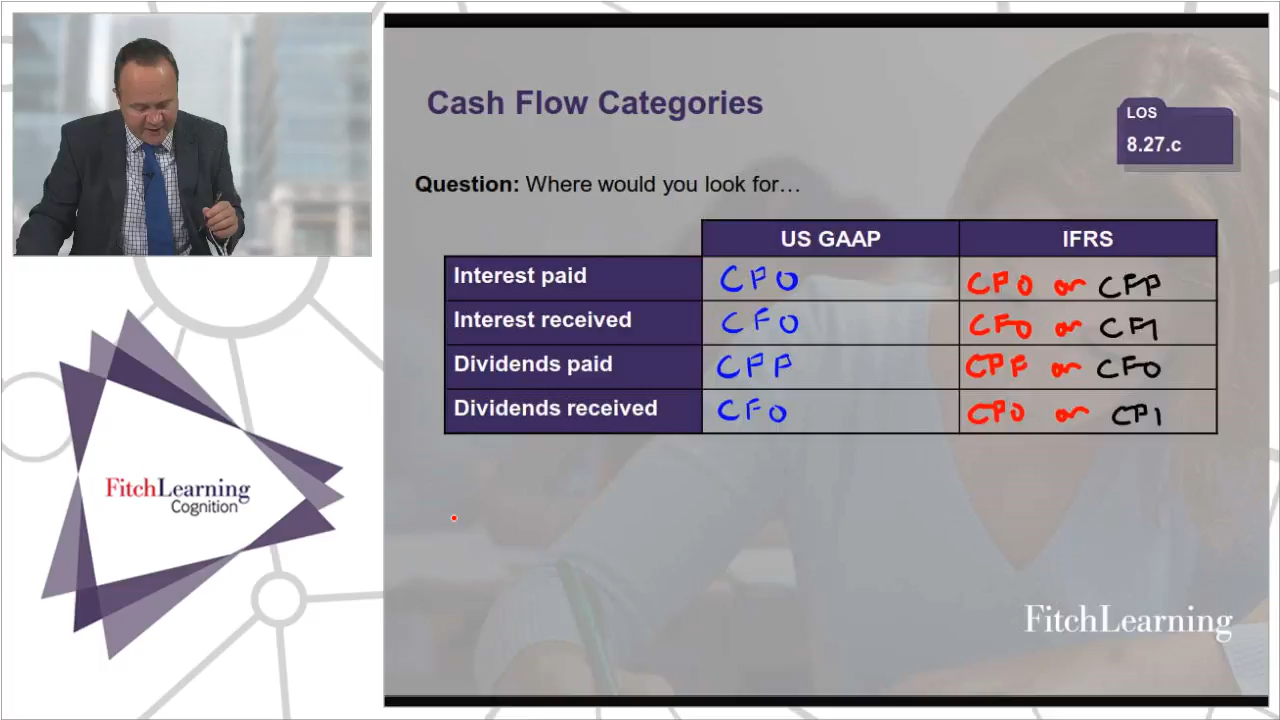 Cash Flow Categories
LOS
8.27.c
Question: Where would you look for…
US GAAP IFRS
Interest paid CFO CFO or CFF
Interest received CFO CFO or CFI
Dividends paid CFF CFF or CFO
Dividends received CFO CFO or CFI
FitchLearning
Cognition
FitchLearning